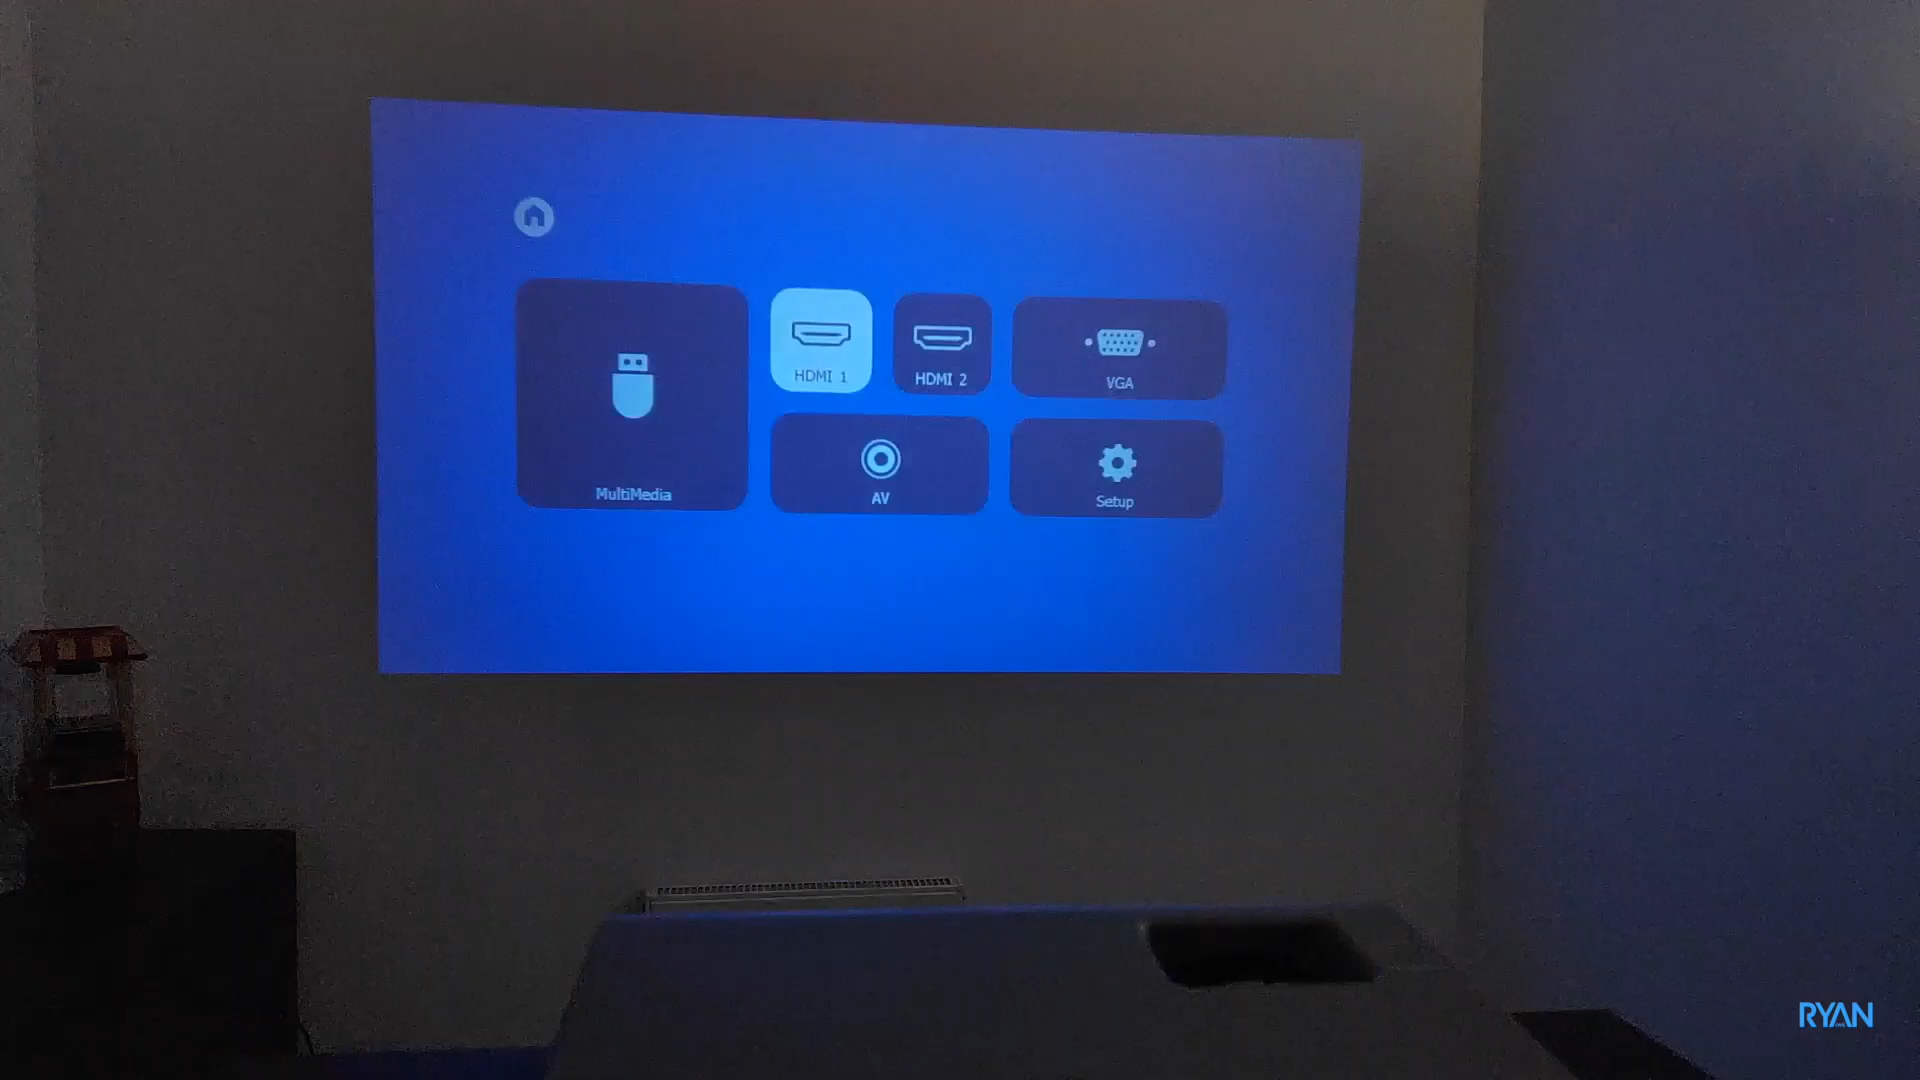 HDMI 1
HDMI 2
VGA
MultiMedia
AV
Setup
RYAN